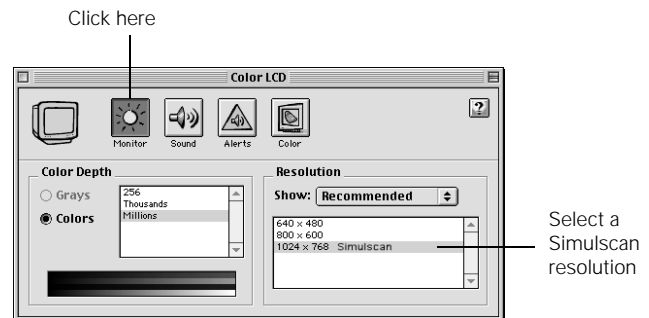 Click here
Color LCD
?
Monitor Sound Alerts Color
Color Depth
Grays
Colors
256
Thousands
Millions
Resolution
Show: Recommended
640 × 480
800 × 600
1024 × 768 Simulscan
Select a
Simulscan
resolution